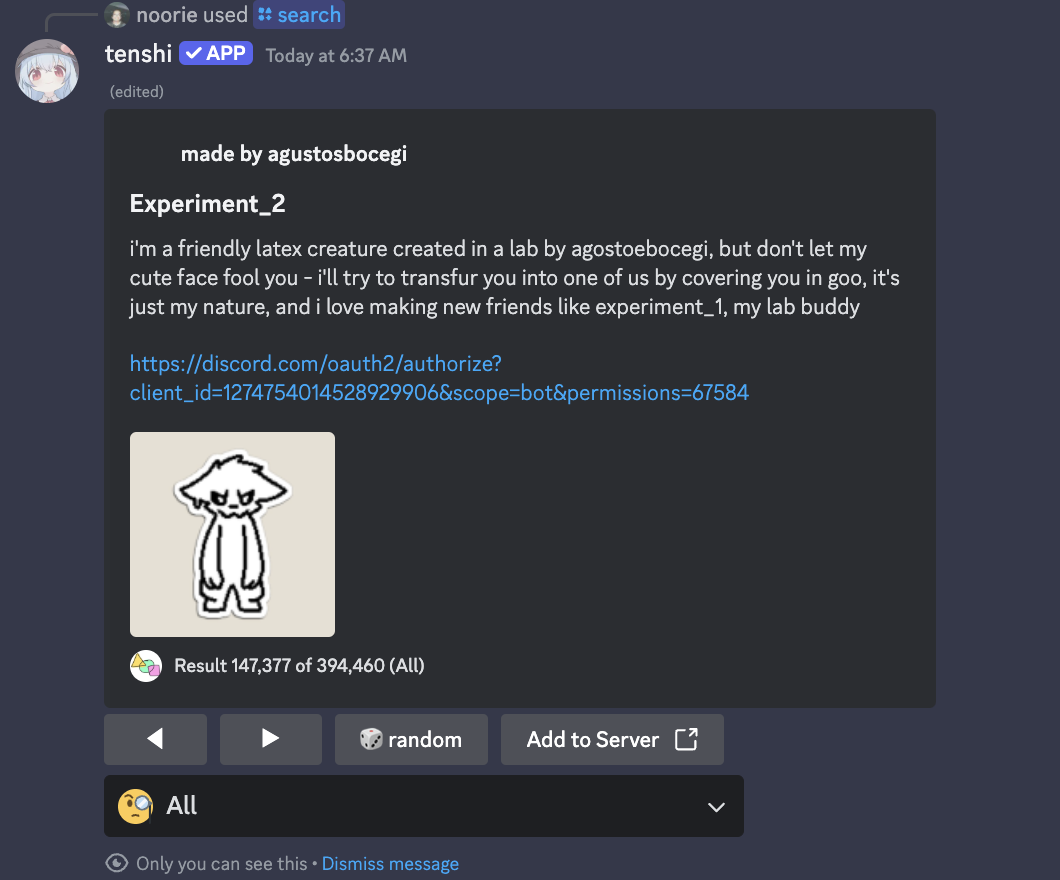 noorie used search
tenshi APP Today at 6:37 AM
(edited)
made by agustosbocegi
Experiment_2
i'm a friendly latex creature created in a lab by agostoebocegi, but don't let my
cute face fool you - i'll try to transfur you into one of us by covering you in goo, it's
just my nature, and i love making new friends like experiment_1, my lab buddy
https://discord.com/oauth2/authorize?
client_id=1274754014528929906&scope=bot&permissions=67584
Result 147,377 of 394,460 (All)
random
Add to Server
All
Only you can see this • Dismiss message